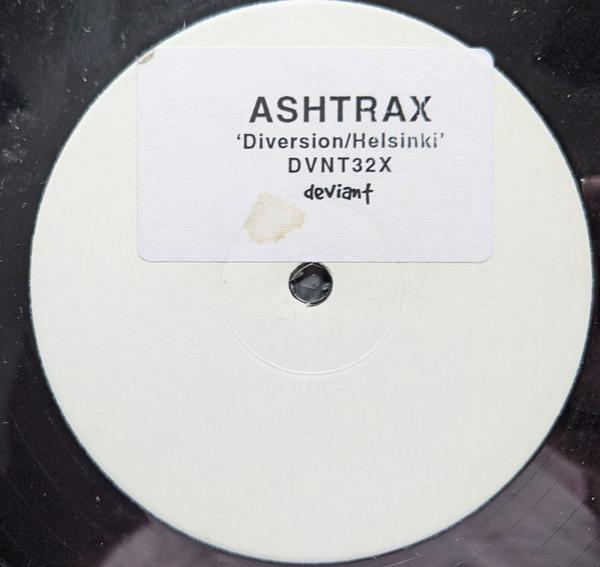 ASHTRAX
‘Diversion/Helsinki’
DVNT32X
deviant